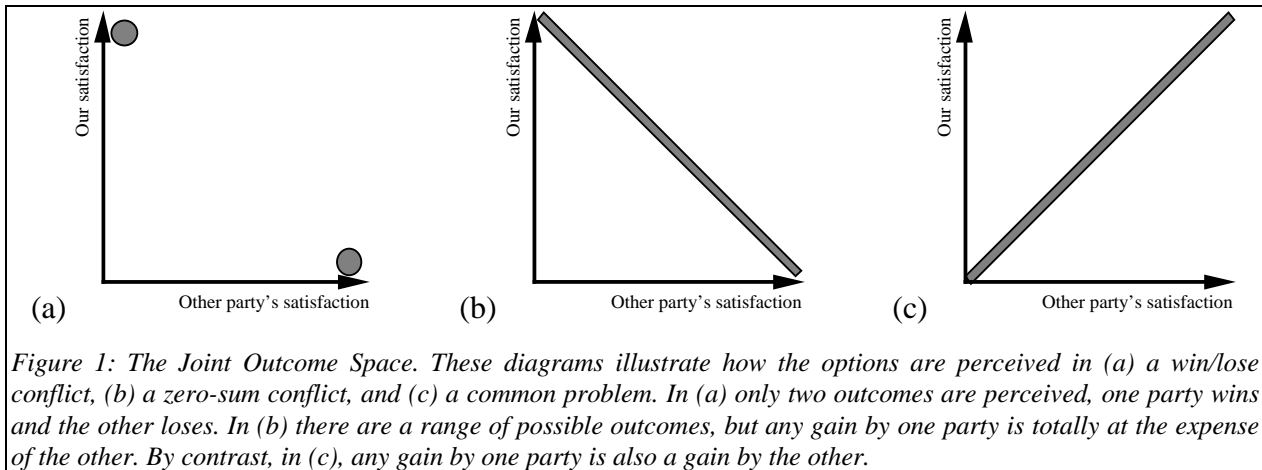 Our satisfaction
Other party's satisfaction
(a)
Our satisfaction
Other party's satisfaction
(b)
Our satisfaction
Other party's satisfaction
(c)
Figure 1: The Joint Outcome Space. These diagrams illustrate how the options are perceived in (a) a win/lose
conflict, (b) a zero-sum conflict, and (c) a common problem. In (a) only two outcomes are perceived, one party wins
and the other loses. In (b) there are a range of possible outcomes, but any gain by one party is totally at the expense
of the other. By contrast, in (c), any gain by one party is also a gain by the other.